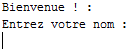 Bienvenue ! :
Entrez votre nom :